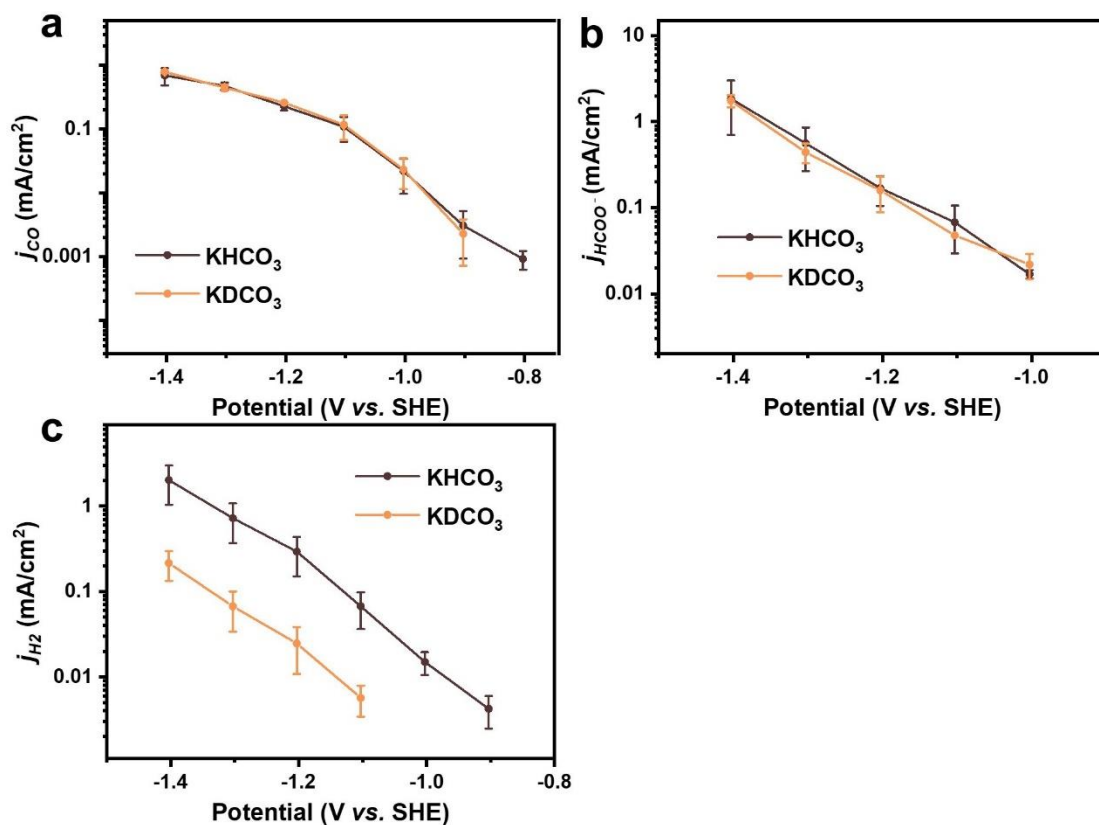 a
j_CO (mA/cm²)
0.1
0.001
KHCO₃
KDCO₃
-1.4
-1.2
-1.0
-0.8
Potential (V vs. SHE)
b
j_HCOO⁻ (mA/cm²)
10
1
0.1
0.01
KHCO₃
KDCO₃
-1.4
-1.2
-1.0
Potential (V vs. SHE)
c
j_H2 (mA/cm²)
1
0.1
0.01
KHCO₃
KDCO₃
-1.4
-1.2
-1.0
-0.8
Potential (V vs. SHE)